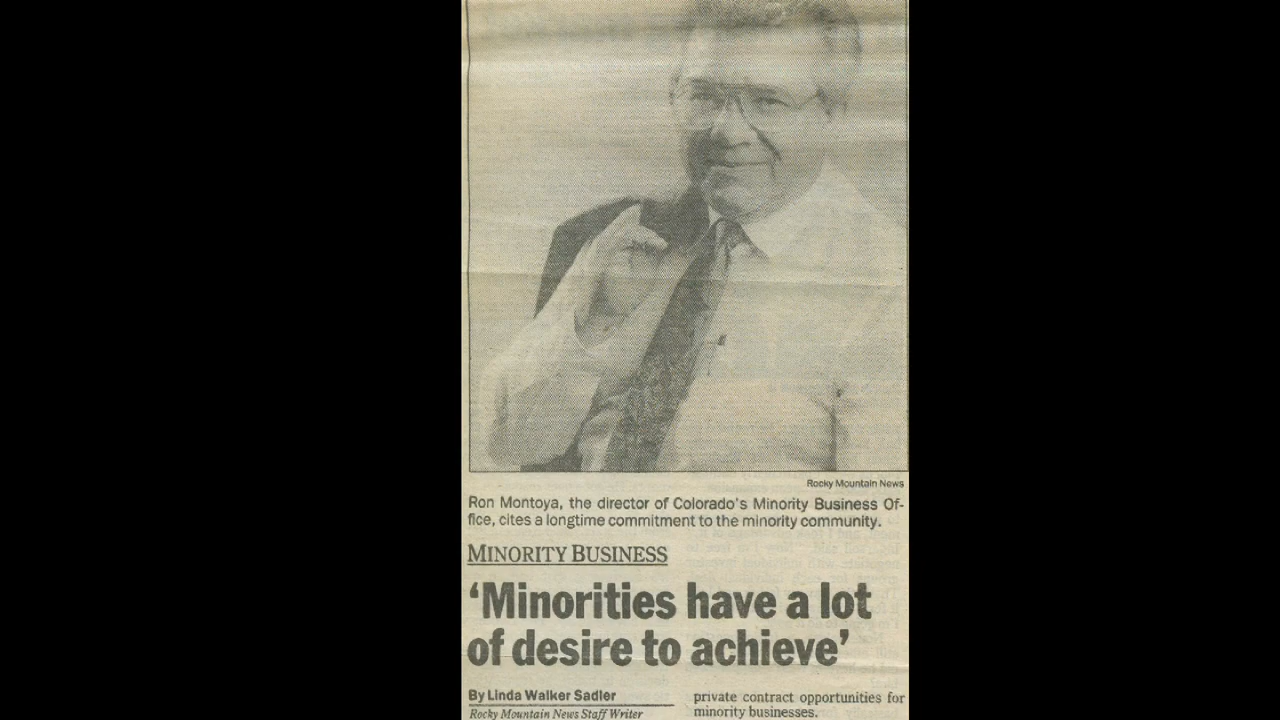 Rocky Mountain News
Ron Montoya, the director of Colorado's Minority Business Of-
fice, cites a longtime commitment to the minority community.
MINORITY BUSINESS
‘Minorities have a lot
of desire to achieve’
By Linda Walker Sadler
Rocky Mountain News Staff Writer
private contract opportunities for
minority businesses.